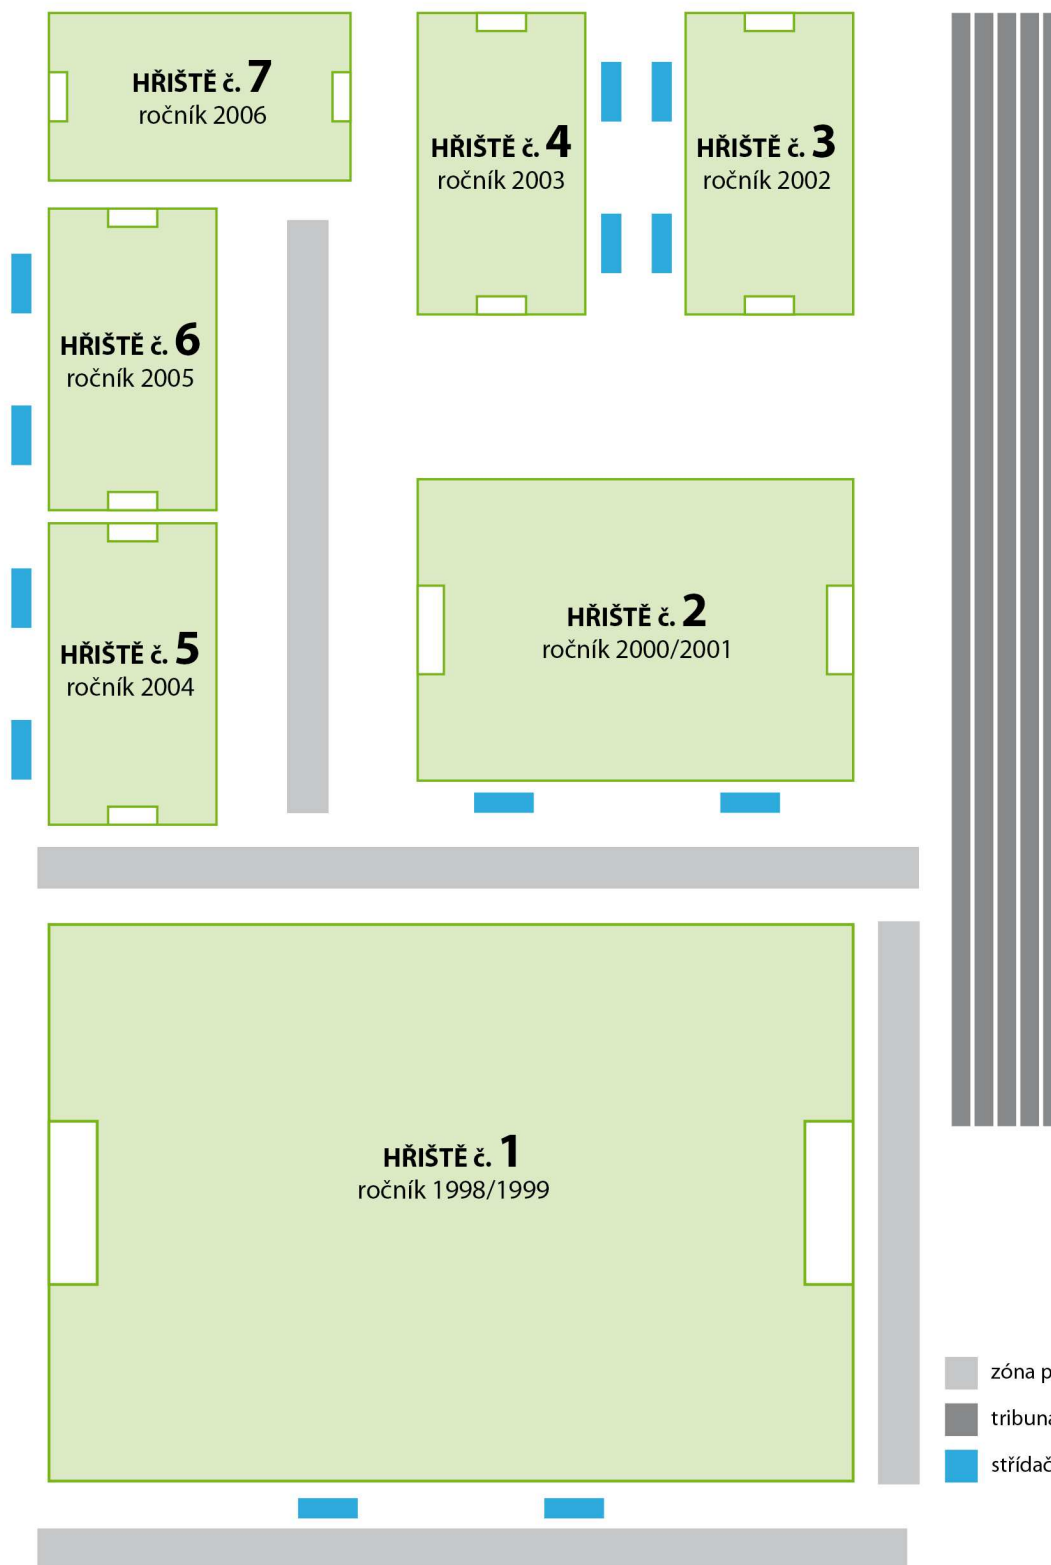 HŘIŠTĚ č. 7
ročník 2006
HŘIŠTĚ č. 4
ročník 2003
HŘIŠTĚ č. 3
ročník 2002
HŘIŠTĚ č. 6
ročník 2005
HŘIŠTĚ č. 2
ročník 2000/2001
HŘIŠTĚ č. 5
ročník 2004
HŘIŠTĚ č. 1
ročník 1998/1999
zóna